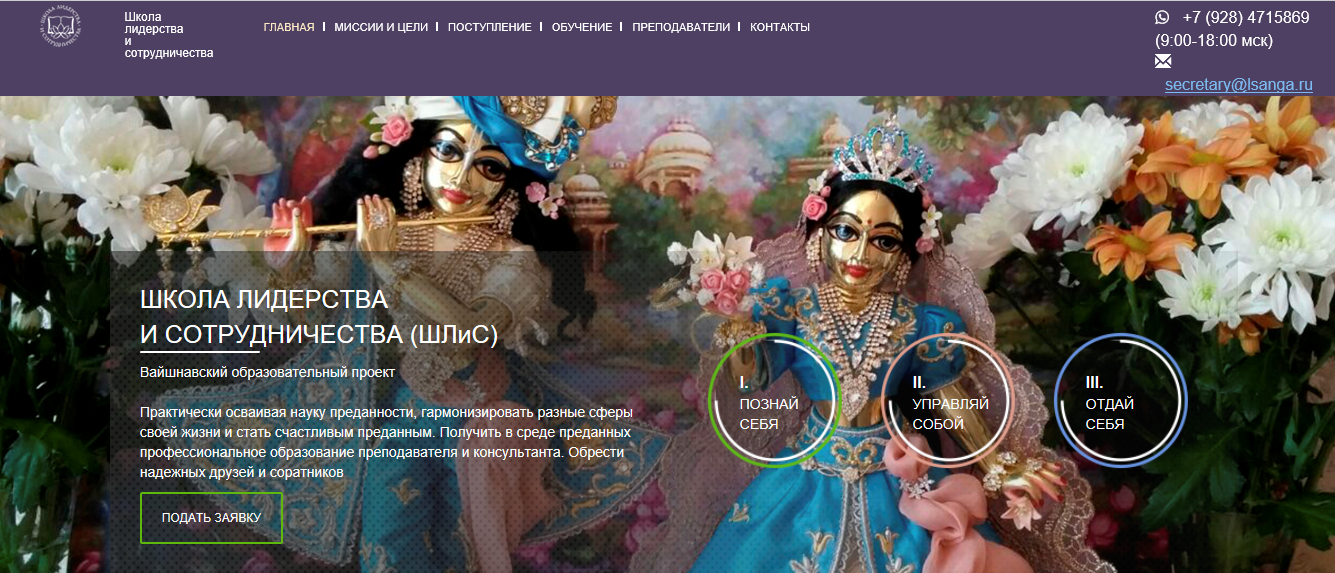 Школа
лидерства
и
сотрудничества
ГЛАВНАЯ
МИССИИ И ЦЕЛИ
ПОСТУПЛЕНИЕ
ОБУЧЕНИЕ
ПРЕПОДАВАТЕЛИ
КОНТАКТЫ
+7 (928) 4715869
(9:00-18:00 мск)
secretary@lsanga.ru
ШКОЛА ЛИДЕРСТВА
И СОТРУДНИЧЕСТВА (ШЛиС)
Вайшнавский образовательный проект
Практически осваивая науку преданности, гармонизировать разные сферы
своей жизни и стать счастливым преданным. Получить в среде преданных
профессиональное образование преподавателя и консультанта. Обрести
надежных друзей и соратников
ПОДАТЬ ЗАЯВКУ
I.
ПОЗНАЙ
СЕБЯ
II.
УПРАВЛЯЙ
СОБОЙ
III.
ОТДАЙ
СЕБЯ